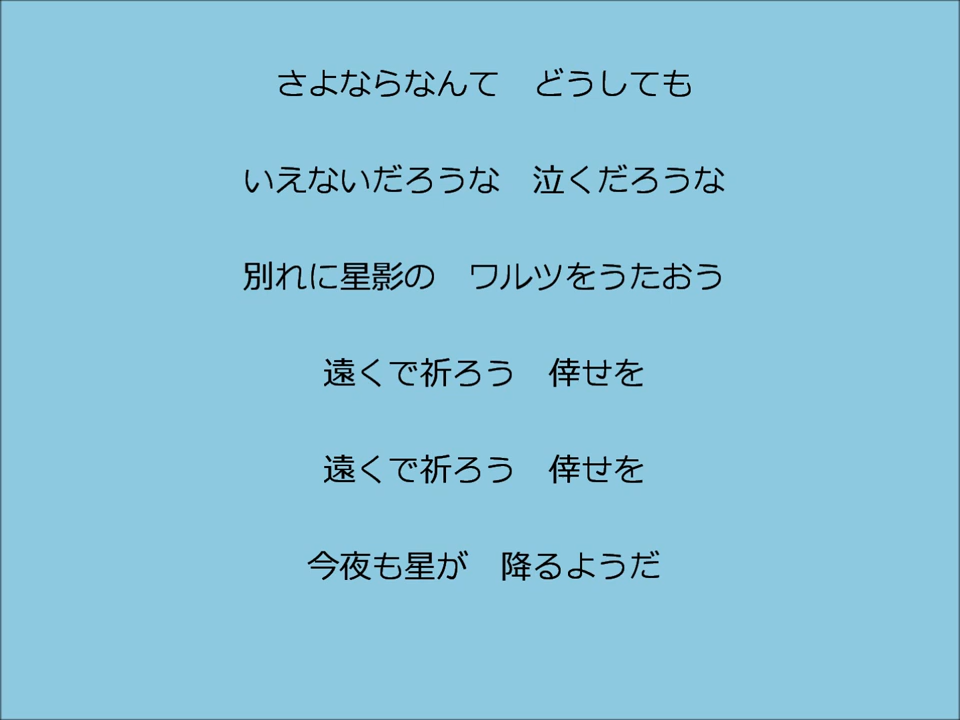 さよならなんて　どうしても
いえないだろうな　泣くだろうな
別れに星影の　ワルツをうたおう
遠くで祈ろう　倖せを
遠くで祈ろう　倖せを
今夜も星が　降るようだ